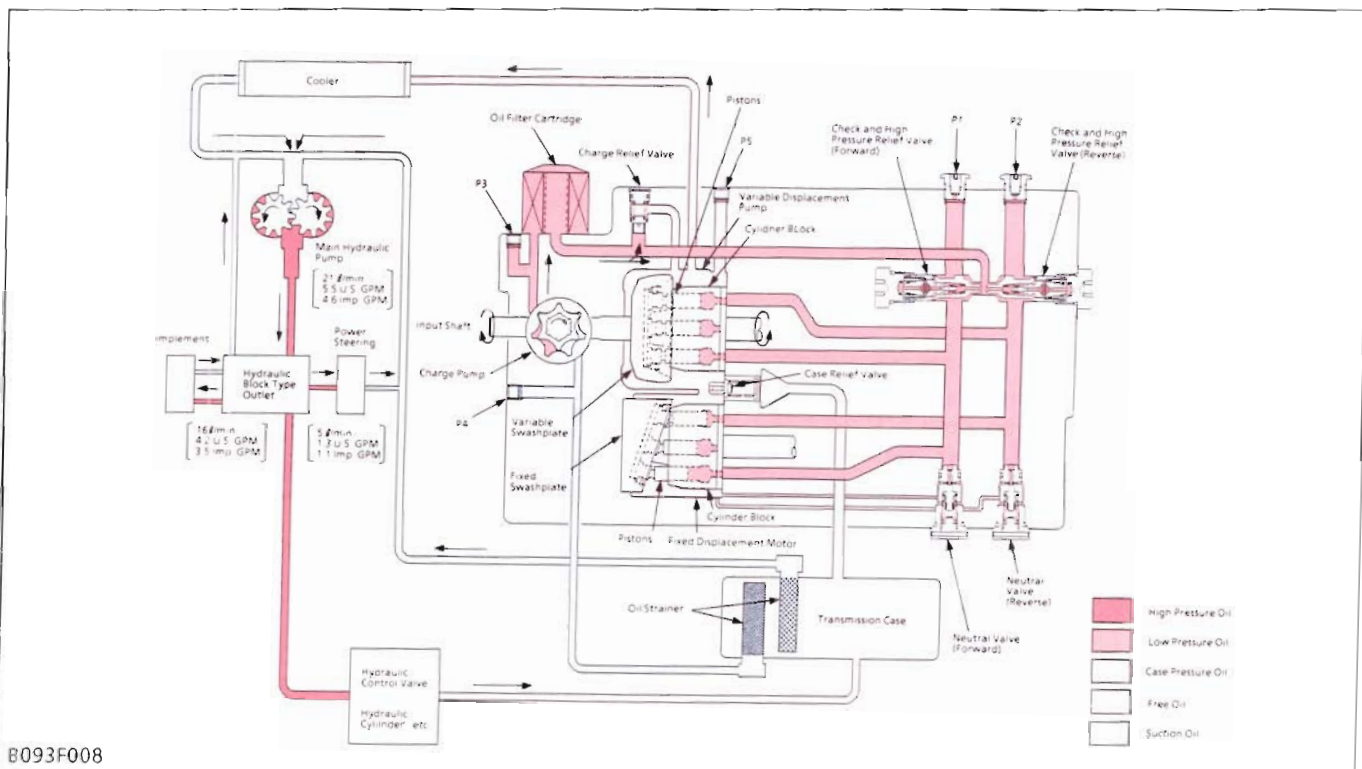 Cooler
Pistons
Oil Filter Cartridge
P1
P2
Check and High
Pressure Relief Valve
(Forward)
Check and High
Pressure Relief
Valve (Reverse)
Charge Relief Valve
P5
P3
Variable Displacement
Pump
Cylidner BLock
Main Hydraulic
Pump
21 ℓ/min
5.5 U.S. GPM
4.6 Imp. GPM
Input Shaft
Implement
Power
Steering
Hydraulic
Block Type
Outlet
Charge Pump
Case Relief Valve
16 ℓ/min
4.2 U.S. GPM
3.5 Imp. GPM
5 ℓ/min
1.3 U.S. GPM
1.1 Imp. GPM
P4
Variable
Swashplate
Fixed
Swashplate
Cylinder Block
Pistons
Fixed Displacement Motor
Neutral
Valve
(Reverse)
Oil Strainer
Transmission Case
Neutral Valve
(Forward)
High Pressure Oil
Low Pressure Oil
Case Pressure Oil
Free Oil
Suction Oil
Hydraulic
Control Valve
Hydraulic
Cylinder etc
B093F008